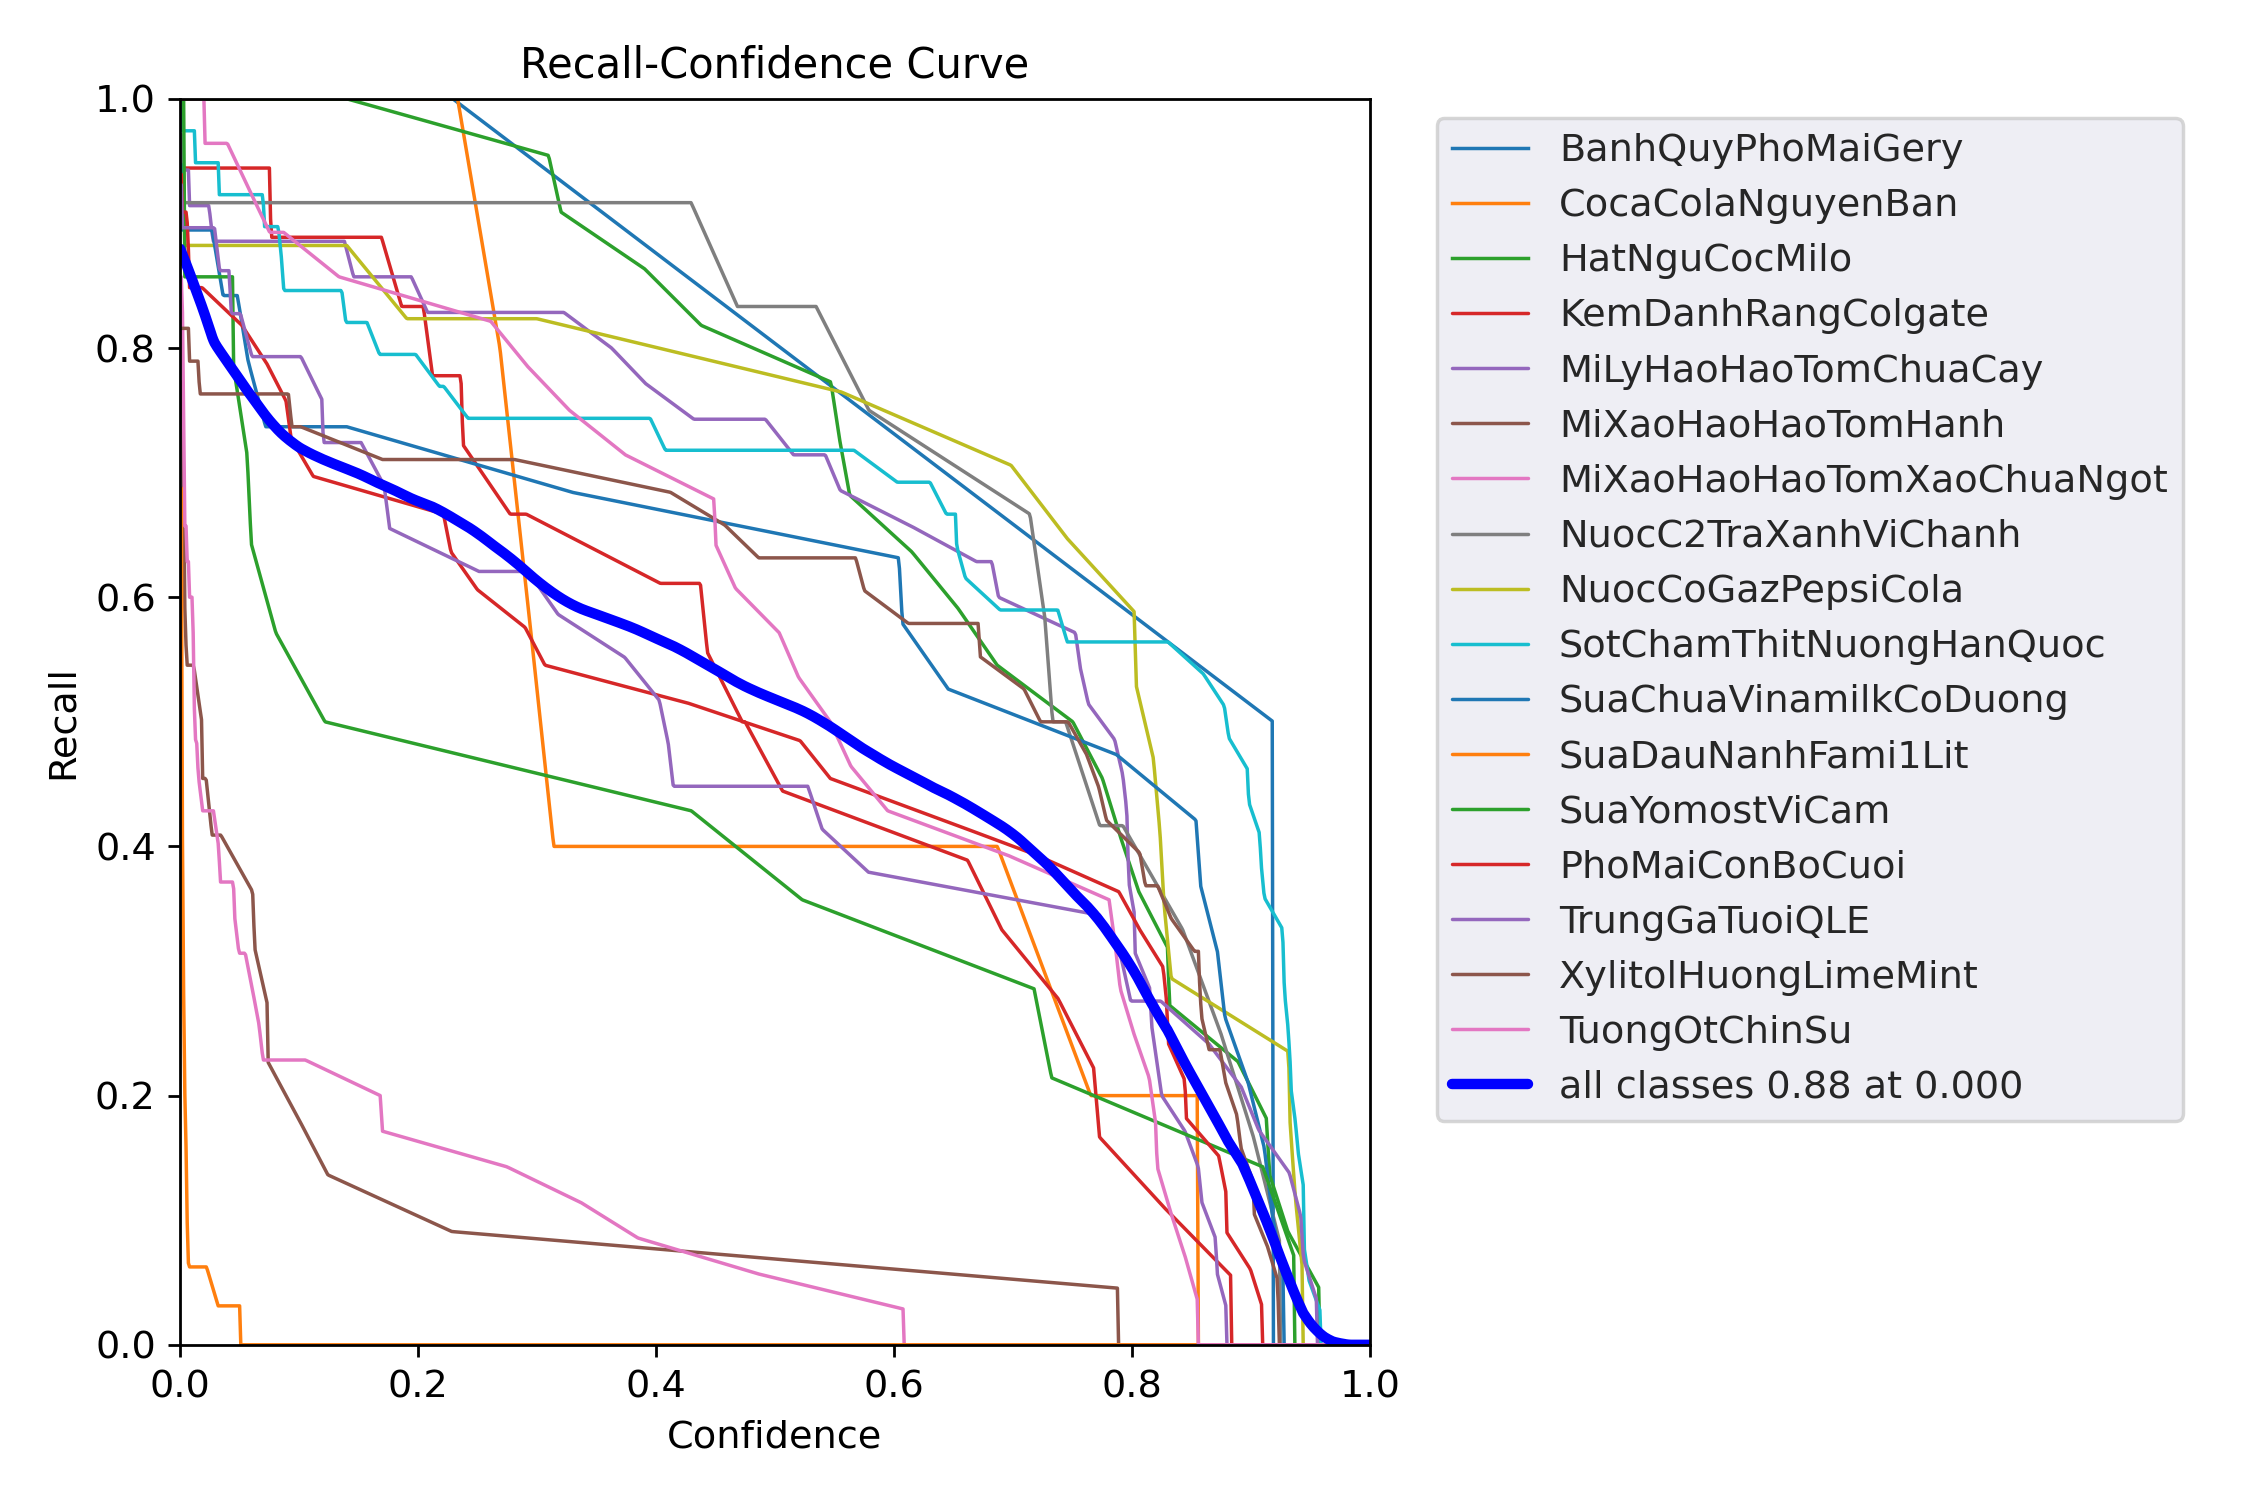 Recall-Confidence Curve
1.0
0.8
0.6
0.4
0.2
0.0
Recall
0.0 0.2 0.4 0.6 0.8 1.0
Confidence
BanhQuyPhoMaiGery
CocaColaNguyenBan
HatNguCocMilo
KemDanhRangColgate
MiLyHaoHaoTomChuaCay
MiXaoHaoHaoTomHanh
MiXaoHaoHaoTomXaoChuaNgot
NuocC2TraXanhViChanh
NuocCoGazPepsiCola
SotChamThitNuongHanQuoc
SuaChuaVinamilkCoDuong
SuaDauNanhFami1Lit
SuaYomostViCam
PhoMaiConBoCuoi
TrungGaTuoiQLE
XylitolHuongLimeMint
TuongOtChinSu
all classes 0.88 at 0.000